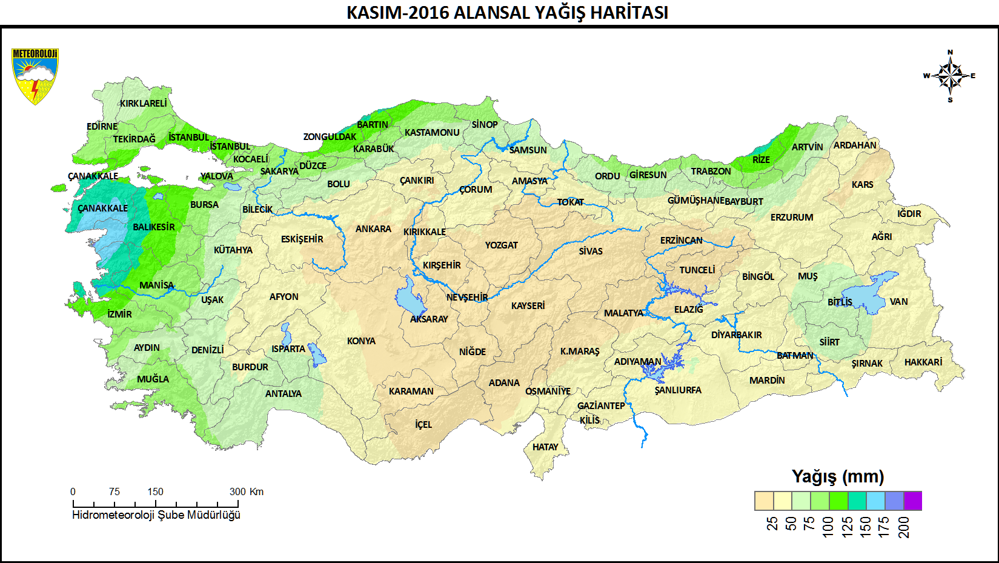 KASIM-2016 ALANSAL YAĞIŞ HARİTASI
METEOROLOJİ
N
W E
S
KIRKLARELİ
EDİRNE
TEKİRDAĞ
İSTANBUL
İSTANBUL
KOCAELİ
ÇANAKKALE
YALOVA
SAKARYA
DÜZCE
ZONGULDAK
BARTIN
KARABÜK
KASTAMONU
SİNOP
SAMSUN
BOLU
ÇANKIRI
ÇORUM
AMASYA
TOKAT
ORDU
GİRESUN
TRABZON
RİZE
ARTVİN
ARDAHAN
KARS
GÜMÜŞHANE
BAYBURT
ERZURUM
IĞDIR
AĞRI
ÇANAKKALE
BALIKESİR
BURSA
BİLECİK
KÜTAHYA
ESKİŞEHİR
ANKARA
KIRIKKALE
YOZGAT
SİVAS
ERZİNCAN
TUNCELİ
BİNGÖL
MUŞ
BİTLİS
VAN
KIRŞEHİR
NEVŞEHİR
KAYSERİ
MALATYA
ELAZIĞ
DİYARBAKIR
SİİRT
BATMAN
ŞIRNAK
HAKKARİ
MARDİN
MANİSA
UŞAK
AFYON
İZMİR
AYDIN
DENİZLİ
ISPARTA
BURDUR
MUĞLA
ANTALYA
KONYA
AKSARAY
NİĞDE
K.MARAŞ
ADIYAMAN
ŞANLIURFA
KARAMAN
ADANA
OSMANİYE
GAZİANTEP
KİLİS
İÇEL
HATAY
0 75 150 300 Km
Hidrometeoroloji Şube Müdürlüğü
Yağış (mm)
25 50 75 100 125 150 175 200